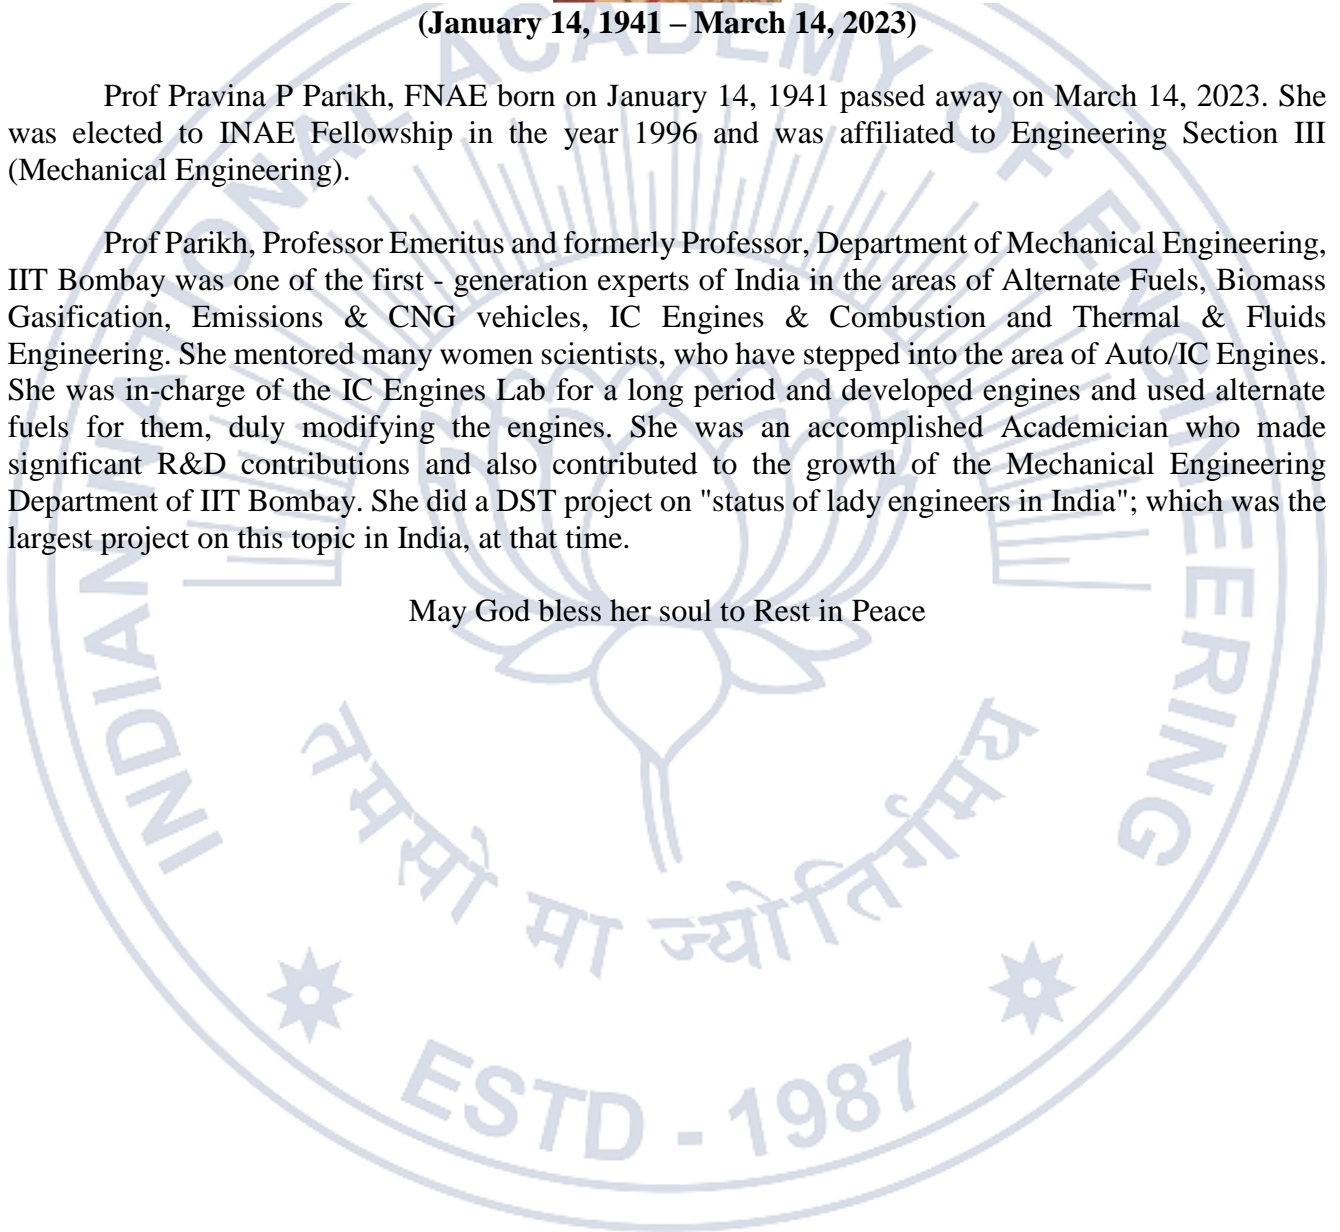 (January 14, 1941 – March 14, 2023)
Prof Pravina P Parikh, FNAE born on January 14, 1941 passed away on March 14, 2023. She
was elected to INAE Fellowship in the year 1996 and was affiliated to Engineering Section III
(Mechanical Engineering).
Prof Parikh, Professor Emeritus and formerly Professor, Department of Mechanical Engineering,
IIT Bombay was one of the first - generation experts of India in the areas of Alternate Fuels, Biomass
Gasification, Emissions & CNG vehicles, IC Engines & Combustion and Thermal & Fluids
Engineering. She mentored many women scientists, who have stepped into the area of Auto/IC Engines.
She was in-charge of the IC Engines Lab for a long period and developed engines and used alternate
fuels for them, duly modifying the engines. She was an accomplished Academician who made
significant R&D contributions and also contributed to the growth of the Mechanical Engineering
Department of IIT Bombay. She did a DST project on "status of lady engineers in India"; which was the
largest project on this topic in India, at that time.
May God bless her soul to Rest in Peace
INDIAN NATIONAL ACADEMY OF ENGINEERING
तमसो मा ज्योतिर्गमय
ESTD - 1987